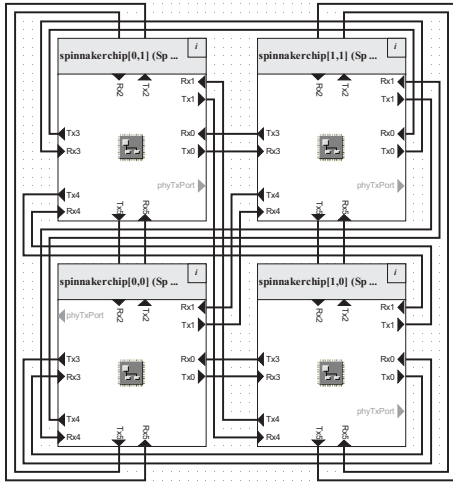 spinnakerchip[0,1] (Sp ... i
Rx2 Tx2
Rx1
Tx1
Tx3 Rx0
Rx3 Tx0
phyTxPort
Tx4
Rx4
Tx5 Rx5
spinnakerchip[1,1] (Sp ... i
Rx2 Tx2
Rx1
Tx1
Tx3 Rx0
Rx3 Tx0
phyTxPort
Tx4
Rx4
Tx5 Rx5
spinnakerchip[0,0] (Sp ... i
Rx2 Tx2
Rx1
phyTxPort
Tx1
Tx3 Rx0
Rx3 Tx0
Tx4
Rx4
Tx5 Rx5
spinnakerchip[1,0] (Sp ... i
Rx2 Tx2
Rx1
Tx1
Tx3 Rx0
Rx3 Tx0
phyTxPort
Tx4
Rx4
Tx5 Rx5